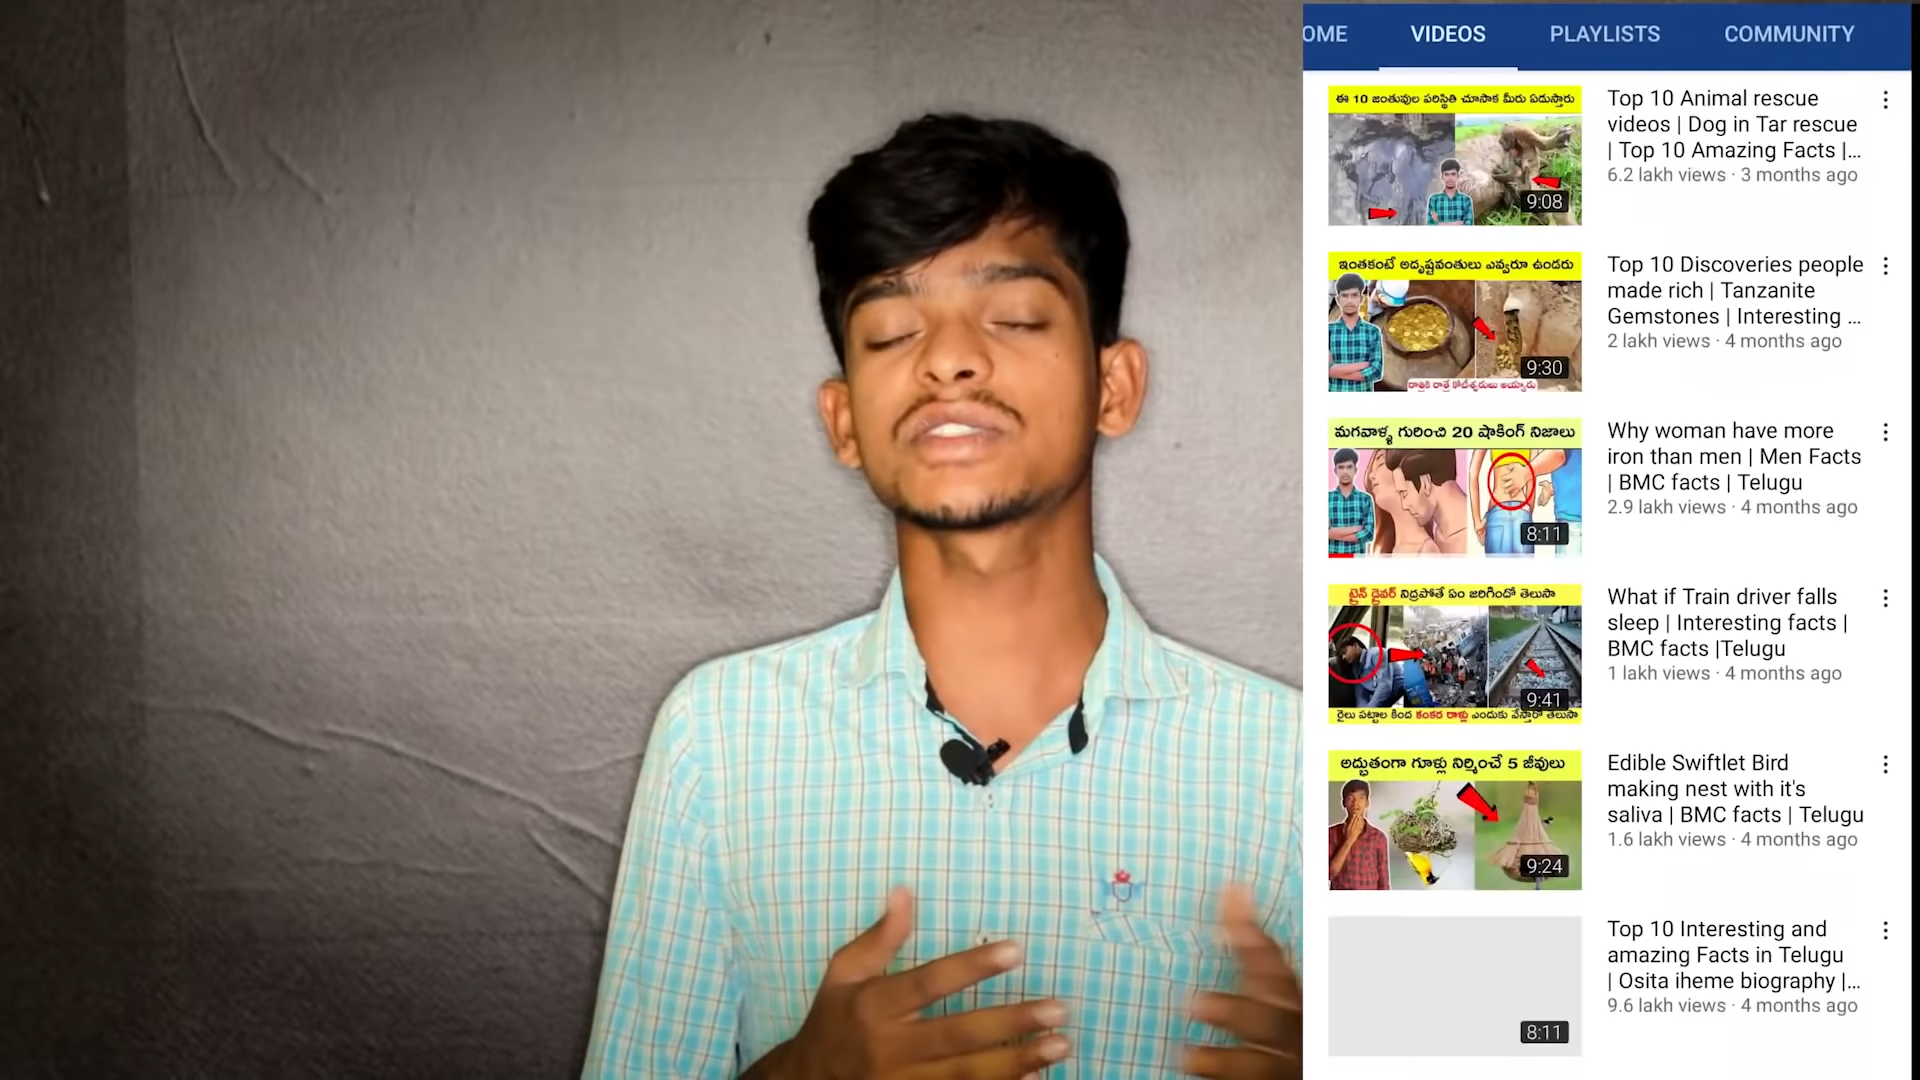 OME VIDEOS PLAYLISTS COMMUNITY
ఈ 10 జంతువుల పరిస్థితి చూసాక మీరు ఏడుస్తారు
9:08
Top 10 Animal rescue
videos | Dog in Tar rescue
| Top 10 Amazing Facts |...
6.2 lakh views · 3 months ago
ఇంతకంటే అదృష్టవంతులు ఎవ్వరూ ఉండరు
9:30
రాత్రికి రాత్రే కోటీశ్వరులు అయ్యారు
Top 10 Discoveries people
made rich | Tanzanite
Gemstones | Interesting ...
2 lakh views · 4 months ago
మగవాళ్ళ గురించి 20 షాకింగ్ నిజాలు
8:11
Why woman have more
iron than men | Men Facts
| BMC facts | Telugu
2.9 lakh views · 4 months ago
ట్రైన్ డ్రైవర్ నిద్రపోతే ఏం జరిగిందో తెలుసా
9:41
రైలు పట్టాల కింద కంకర రాళ్లు ఎందుకు వేస్తారో తెలుసా
What if Train driver falls
sleep | Interesting facts |
BMC facts |Telugu
1 lakh views · 4 months ago
అద్భుతంగా గూళ్లు నిర్మించే 5 జీవులు
9:24
Edible Swiftlet Bird
making nest with it's
saliva | BMC facts | Telugu
1.6 lakh views · 4 months ago
8:11
Top 10 Interesting and
amazing Facts in Telugu
| Osita iheme biography |...
9.6 lakh views · 4 months ago